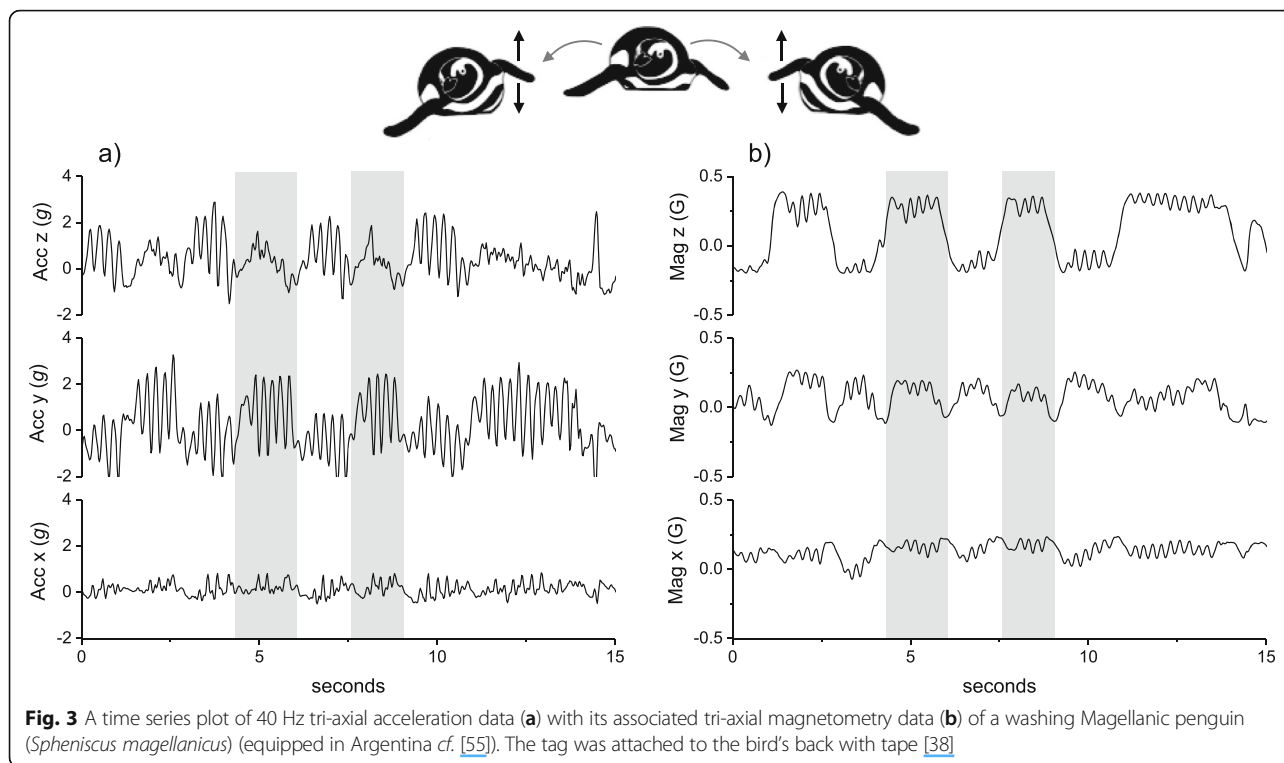 a)
4
2
0
-2
Acc z (g)
4
2
0
-2
Acc y (g)
4
2
0
-2
Acc x (g)
0
5
10
15
seconds
b)
0.5
0.0
-0.5
Mag z (G)
0.5
0.0
-0.5
Mag y (G)
0.5
0.0
-0.5
Mag x (G)
0
5
10
15
seconds
Fig. 3 A time series plot of 40 Hz tri-axial acceleration data (a) with its associated tri-axial magnetometry data (b) of a washing Magellanic penguin
(Spheniscus magellanicus) (equipped in Argentina cf. [55]). The tag was attached to the bird's back with tape [38]